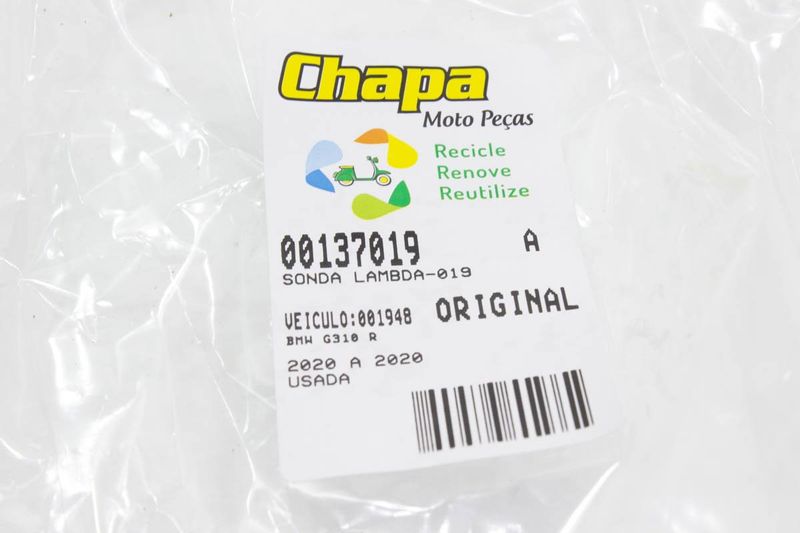 Chapa
Moto Peças
Recicle
Renove
Reutilize
00137019 A
SONDA LAMBDA-019
VEICULO:001948 ORIGINAL
BMW G310 R
2020 A 2020
USADA